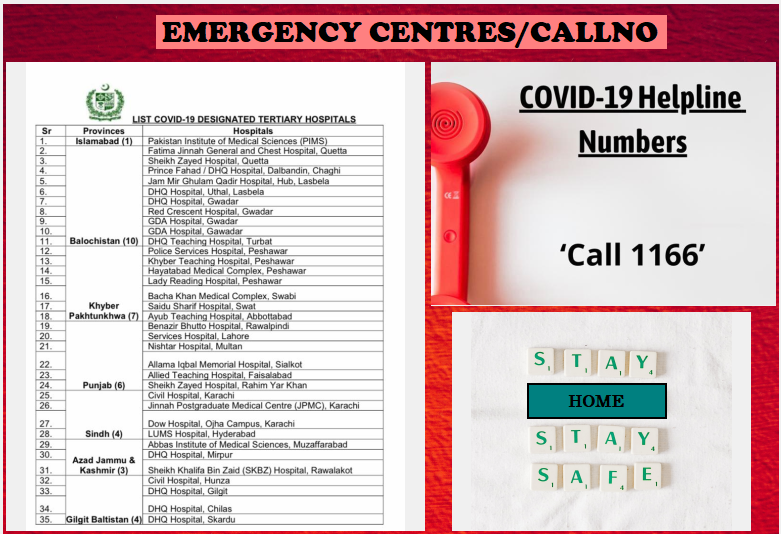 EMERGENCY CENTRES/CALLNO
LIST COVID-19 DESIGNATED TERTIARY HOSPITALS
Sr Provinces Hospitals
1. Islamabad (1) Pakistan Institute of Medical Sciences (PIMS)
2. Fatima Jinnah General and Chest Hospital, Quetta
3. Sheikh Zayed Hospital, Quetta
4. Prince Fahad / DHQ Hospital, Dalbandin, Chaghi
5. Jam Mir Ghulam Qadir Hospital, Hub, Lasbela
6. DHQ Hospital, Uthal, Lasbela
7. DHQ Hospital, Gwadar
8. Red Crescent Hospital, Gwadar
9. GDA Hospital, Gwadar
10. GDA Hospital, Gawadar
11. Balochistan (10) DHQ Teaching Hospital, Turbat
12. Police Services Hospital, Peshawar
13. Khyber Teaching Hospital, Peshawar
14. Hayatabad Medical Complex, Peshawar
15. Lady Reading Hospital, Peshawar
16. Bacha Khan Medical Complex, Swabi
17. Khyber Saidu Sharif Hospital, Swat
18. Pakhtunkhwa (7) Ayub Teaching Hospital, Abbottabad
19. Benazir Bhutto Hospital, Rawalpindi
20. Services Hospital, Lahore
21. Nishtar Hospital, Multan
22. Allama Iqbal Memorial Hospital, Sialkot
23. Allied Teaching Hospital, Faisalabad
24. Punjab (6) Sheikh Zayed Hospital, Rahim Yar Khan
25. Civil Hospital, Karachi
26. Jinnah Postgraduate Medical Centre (JPMC), Karachi
27. Dow Hospital, Ojha Campus, Karachi
28. Sindh (4) LUMS Hospital, Hyderabad
29. Abbas Institute of Medical Sciences, Muzaffarabad
30. DHQ Hospital, Mirpur
Azad Jammu &
31. Kashmir (3) Sheikh Khalifa Bin Zaid (SKBZ) Hospital, Rawalakot
32. Civil Hospital, Hunza
33. DHQ Hospital, Gilgit
34. DHQ Hospital, Chilas
35. Gilgit Baltistan (4) DHQ Hospital, Skardu
COVID-19 Helpline
Numbers
‘Call 1166’
STAY
HOME
STAY
SAFE